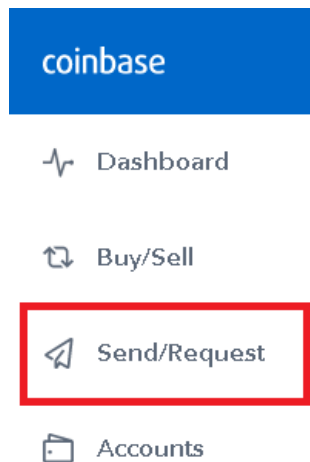 coinbase
Dashboard
Buy/Sell
Send/Request
Accounts